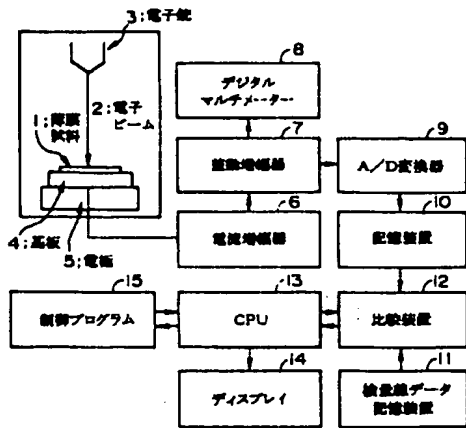 3;電子銃
2;電子
ビーム
1;薄膜
試料
4;基板
5;電極
8
デジタル
マルチメーター
7
差動増幅器
9
A/D変換器
6
電流増幅器
10
記憶装置
15
制御プログラム
13
CPU
12
比較装置
14
ディスプレイ
11
検量線データ
記憶装置